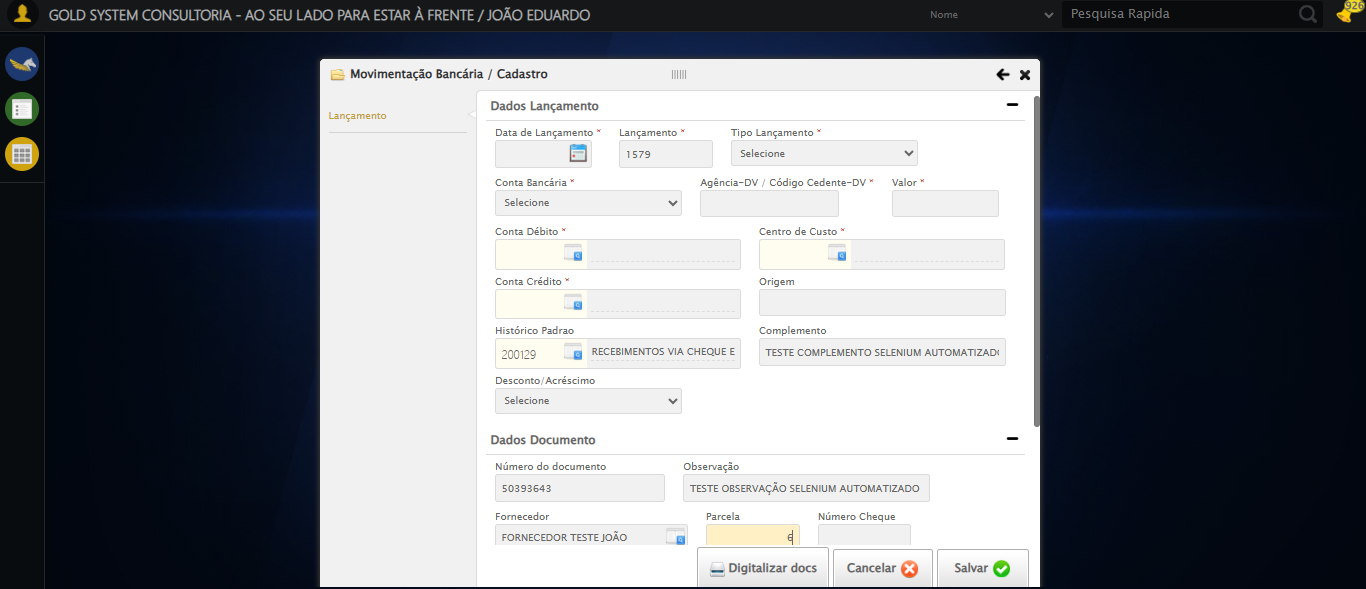 GOLD SYSTEM CONSULTORIA - AO SEU LADO PARA ESTAR À FRENTE / JOÃO EDUARDO
Nome
Pesquisa Rapida
926
Movimentação Bancária / Cadastro
Lançamento
Dados Lançamento
Data de Lançamento * Lançamento * Tipo Lançamento *
1579 Selecione
Conta Bancária * Agência-DV / Código Cedente-DV * Valor *
Selecione
Conta Débito * Centro de Custo *
Conta Crédito * Origem
Histórico Padrao Complemento
200129 RECEBIMENTOS VIA CHEQUE E TESTE COMPLEMENTO SELENIUM AUTOMATIZADO
Desconto/Acréscimo
Selecione
Dados Documento
Número do documento Observação
50393643 TESTE OBSERVAÇÃO SELENIUM AUTOMATIZADO
Fornecedor Parcela Número Cheque
FORNECEDOR TESTE JOÃO 6
Digitalizar docs Cancelar Salvar